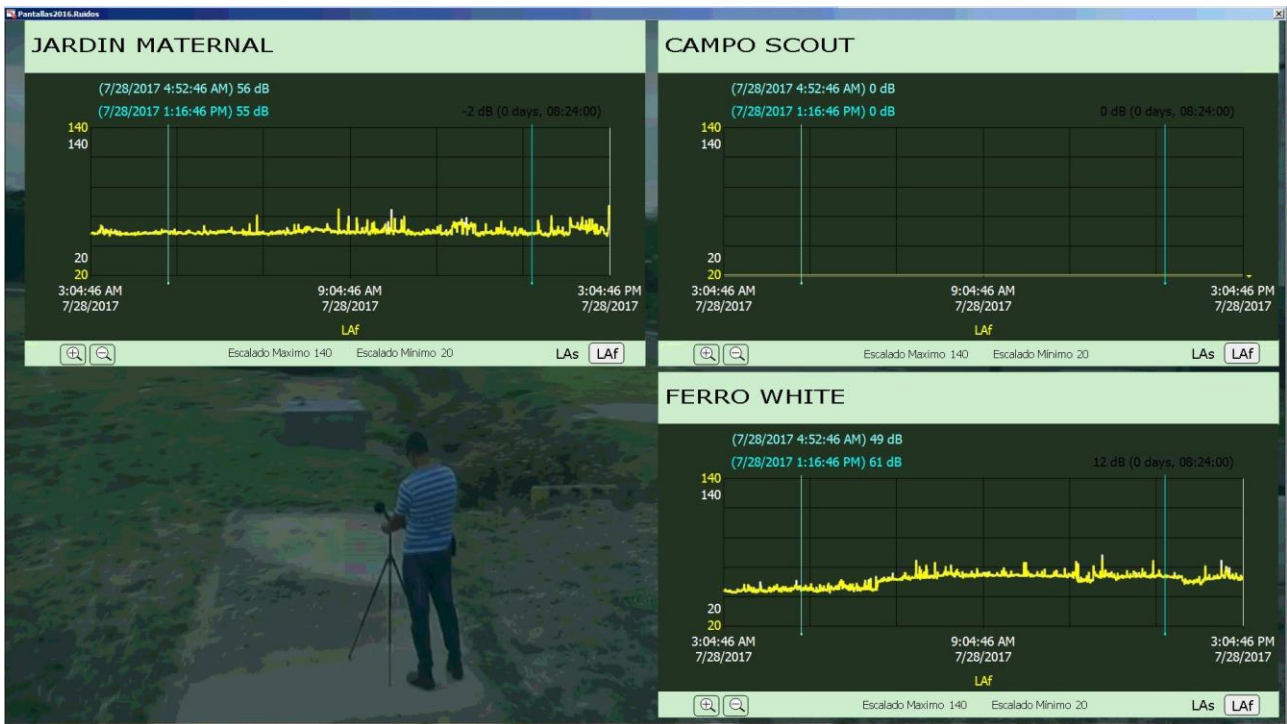 Pantallas2016.Ruidos
JARDIN MATERNAL
(7/28/2017 4:52:46 AM) 56 dB
(7/28/2017 1:16:46 PM) 55 dB
-2 dB (0 days, 08:24:00)
140
140
20
20
3:04:46 AM 9:04:46 AM 3:04:46 PM
7/28/2017 7/28/2017 7/28/2017
LAf
Escalado Maximo 140 Escalado Mínimo 20 LAs LAf
CAMPO SCOUT
(7/28/2017 4:52:46 AM) 0 dB
(7/28/2017 1:16:46 PM) 0 dB
0 dB (0 days, 08:24:00)
140
140
20
20
3:04:46 AM 9:04:46 AM 3:04:46 PM
7/28/2017 7/28/2017 7/28/2017
LAf
Escalado Maximo 140 Escalado Mínimo 20 LAs LAf
FERRO WHITE
(7/28/2017 4:52:46 AM) 49 dB
(7/28/2017 1:16:46 PM) 61 dB
12 dB (0 days, 08:24:00)
140
140
20
20
3:04:46 AM 9:04:46 AM 3:04:46 PM
7/28/2017 7/28/2017 7/28/2017
LAf
Escalado Maximo 140 Escalado Mínimo 20 LAs LAf